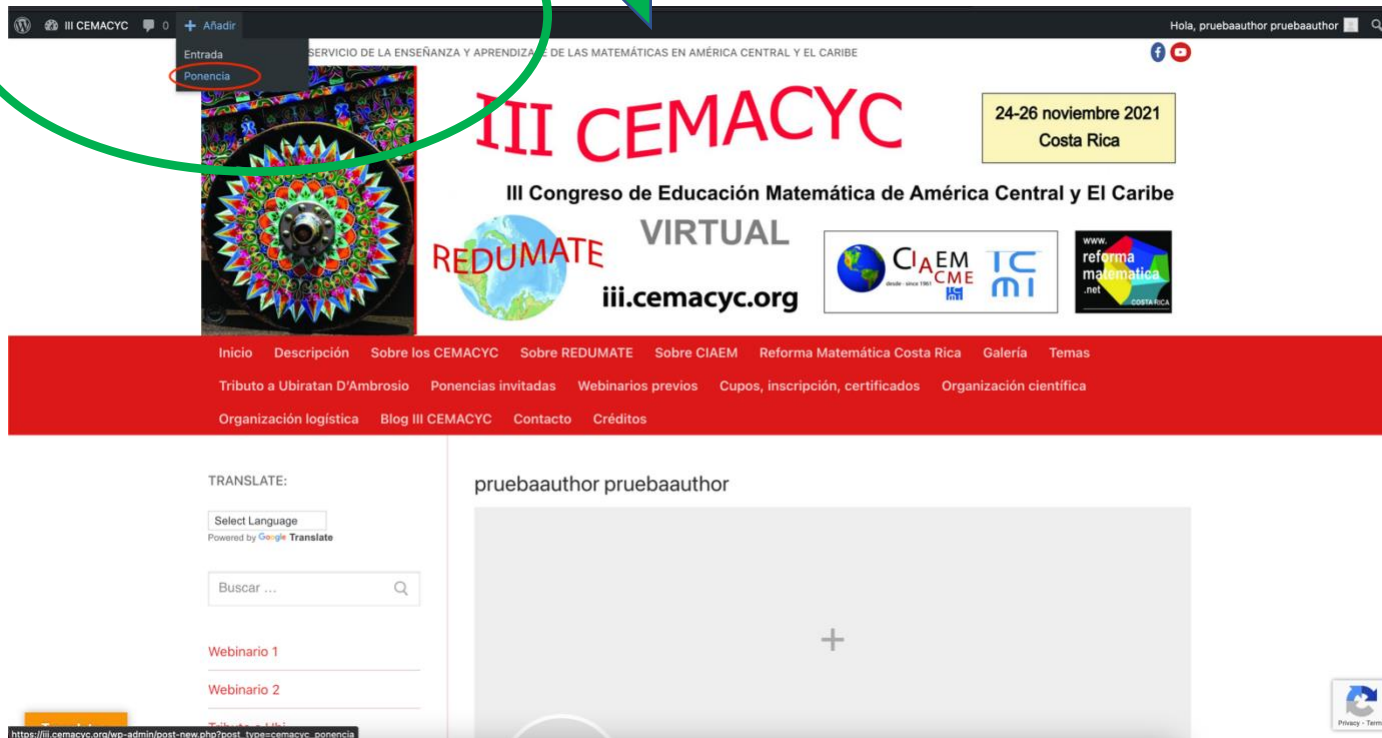 III CEMACYC 0 + Añadir Hola, pruebaauthor pruebaauthor
Entrada
Ponencia
SERVICIO DE LA ENSEÑANZA Y APRENDIZAJE DE LAS MATEMÁTICAS EN AMÉRICA CENTRAL Y EL CARIBE
III CEMACYC
24-26 noviembre 2021
Costa Rica
III Congreso de Educación Matemática de América Central y El Caribe
VIRTUAL
REDUMATE
iii.cemacyc.org
CIAEM
CME
desde - since 1961
ICMI
www.
reforma
matematica
.net
COSTA RICA
Inicio Descripción Sobre los CEMACYC Sobre REDUMATE Sobre CIAEM Reforma Matemática Costa Rica Galería Temas
Tributo a Ubiratan D'Ambrosio Ponencias invitadas Webinarios previos Cupos, inscripción, certificados Organización científica
Organización logística Blog III CEMACYC Contacto Créditos
TRANSLATE:
Select Language
Powered by Google Translate
Buscar …
Webinario 1
Webinario 2
pruebaauthor pruebaauthor
https://iii.cemacyc.org/wp-admin/post-new.php?post_type=cemacyc_ponencia
Privacy - Term